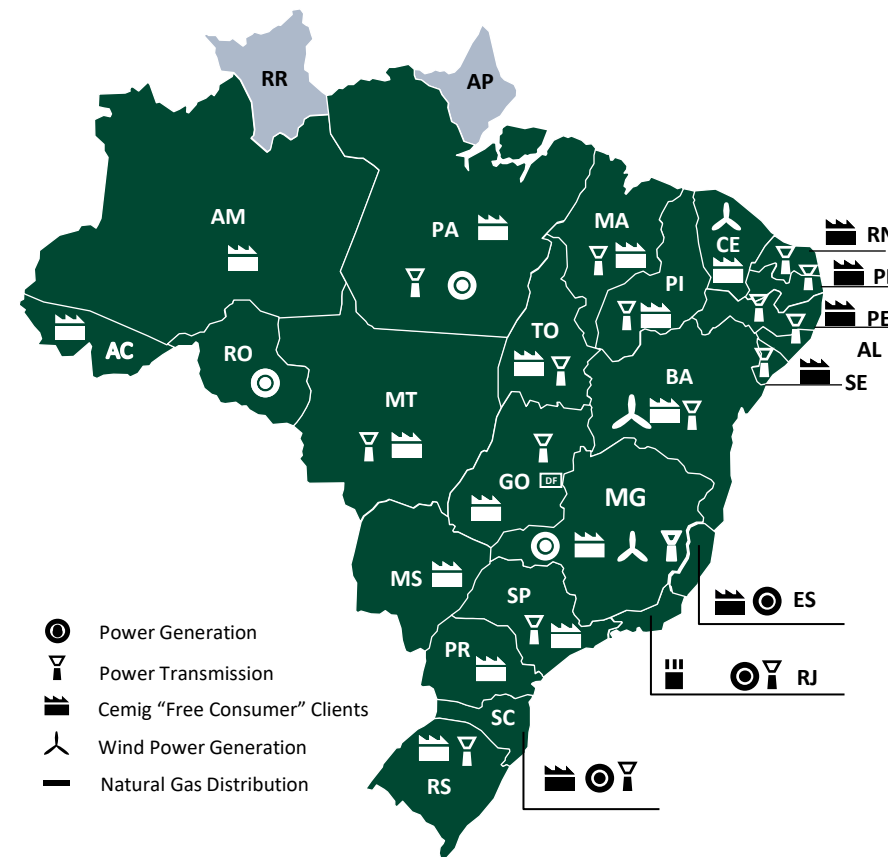 RR
AP
AM
PA
MA
CE
RN
PI
PB
PE
AL
SE
AC
RO
TO
BA
MT
GO
DF
MG
MS
SP
ES
PR
RJ
SC
RS
Power Generation
Power Transmission
Cemig “Free Consumer” Clients
Wind Power Generation
Natural Gas Distribution